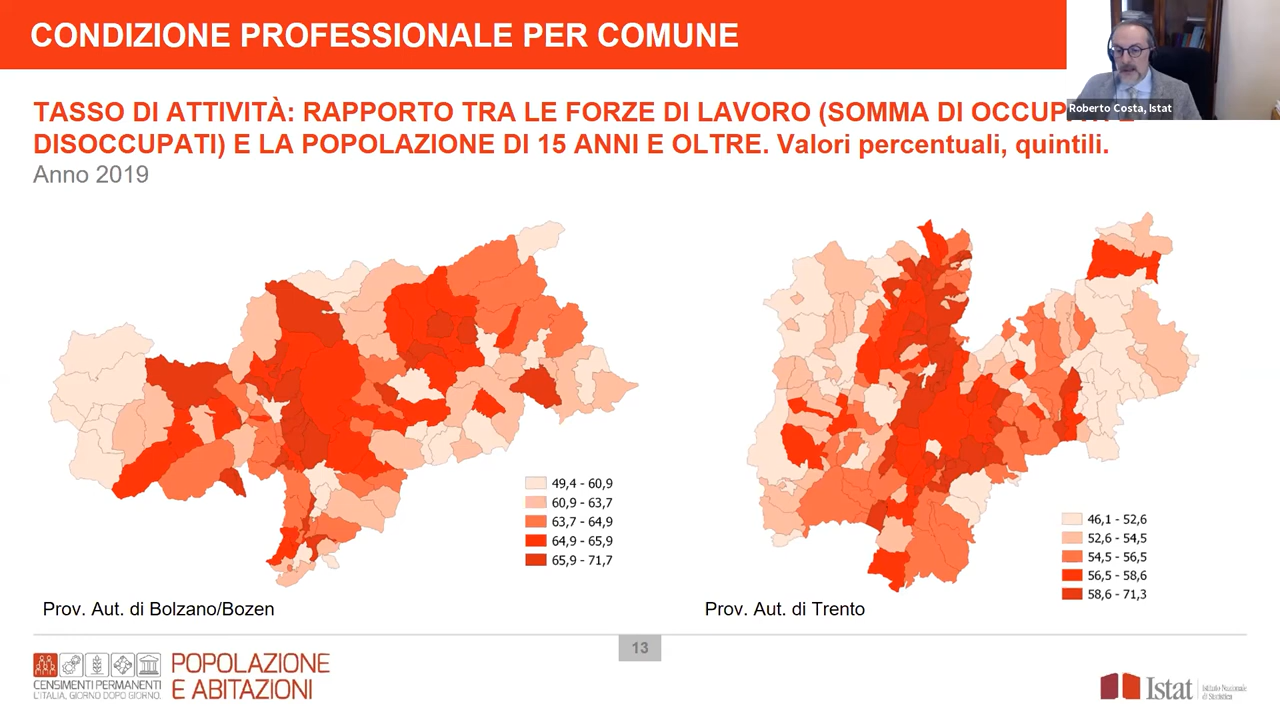 CONDIZIONE PROFESSIONALE PER COMUNE
Roberto Costa, Istat
TASSO DI ATTIVITÀ: RAPPORTO TRA LE FORZE DI LAVORO (SOMMA DI
DISOCCUPATI) E LA POPOLAZIONE DI 15 ANNI E OLTRE. Valori percentuali, quintili.
Anno 2019
49,4 - 60,9
60,9 - 63,7
63,7 - 64,9
64,9 - 65,9
65,9 - 71,7
46,1 - 52,6
52,6 - 54,5
54,5 - 56,5
56,5 - 58,6
58,6 - 71,3
Prov. Aut. di Bolzano/Bozen
Prov. Aut. di Trento
13
CENSIMENTI PERMANENTI
L'ITALIA, GIORNO DOPO GIORNO.
POPOLAZIONE
E ABITAZIONI
Istat
Istituto Nazionale
di Statistica